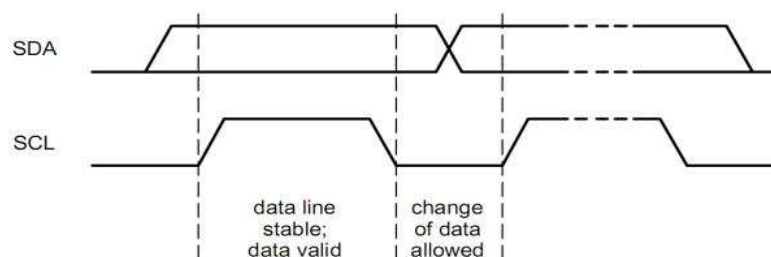 SDA
SCL
data line
stable;
data valid
change
of data
allowed